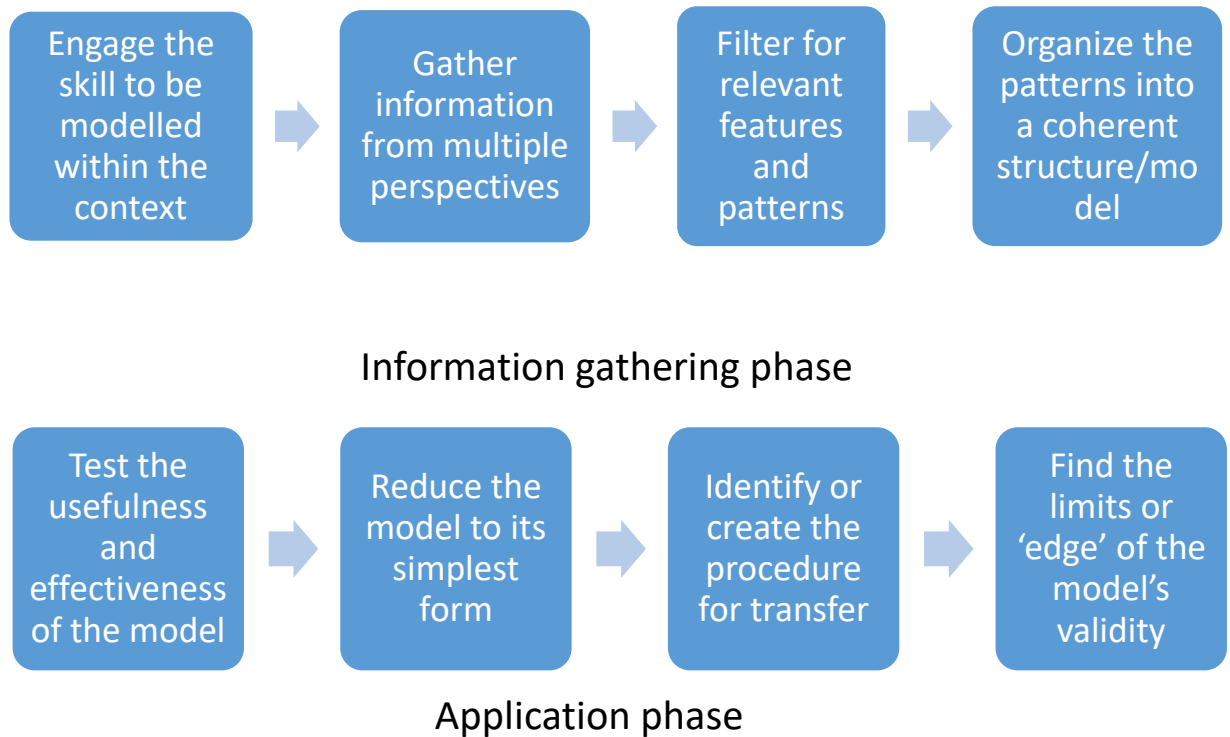 Engage the
skill to be
modelled
within the
context
Gather
information
from multiple
perspectives
Filter for
relevant
features
and
patterns
Organize the
patterns into
a coherent
structure/mo
del
Information gathering phase
Test the
usefulness
and
effectiveness
of the model
Reduce the
model to its
simplest
form
Identify or
create the
procedure
for transfer
Find the
limits or
‘edge’ of the
model’s
validity
Application phase